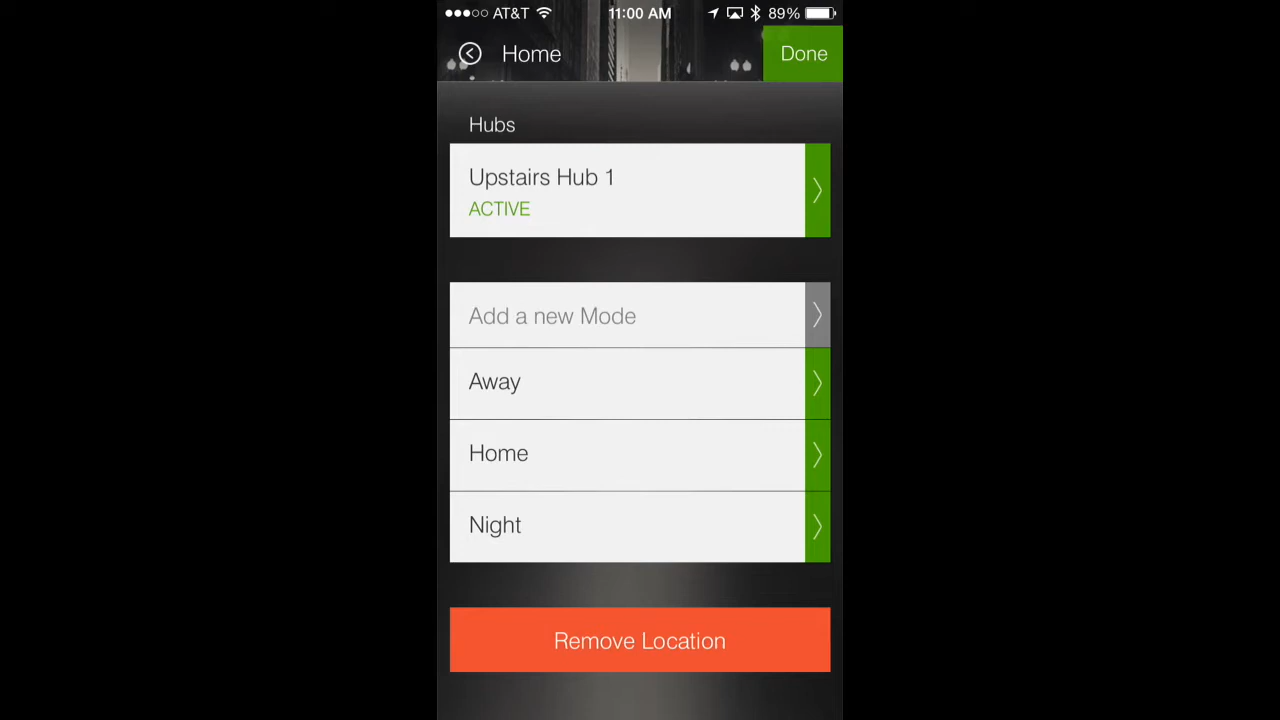 AT&T 11:00 AM 89%
Home Done
Hubs
Upstairs Hub 1
ACTIVE
Add a new Mode
Away
Home
Night
Remove Location